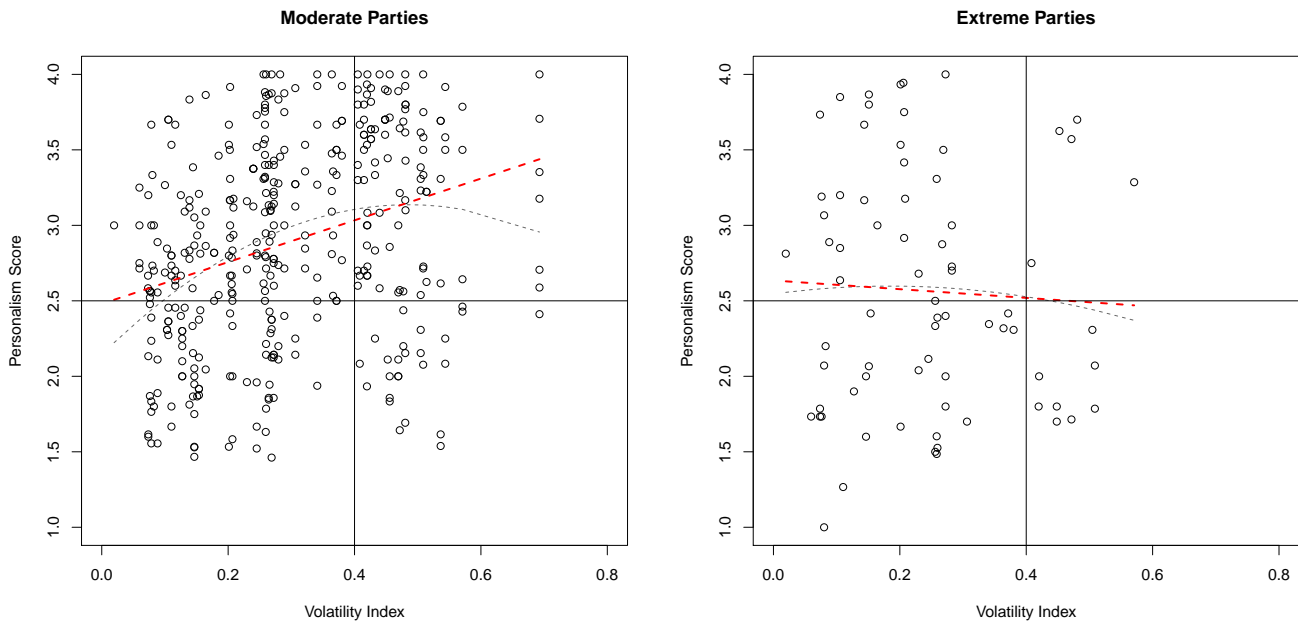 Moderate Parties
Personalism Score
4.0
3.5
3.0
2.5
2.0
1.5
1.0
0.0 0.2 0.4 0.6 0.8
Volatility Index
Extreme Parties
Personalism Score
4.0
3.5
3.0
2.5
2.0
1.5
1.0
0.0 0.2 0.4 0.6 0.8
Volatility Index